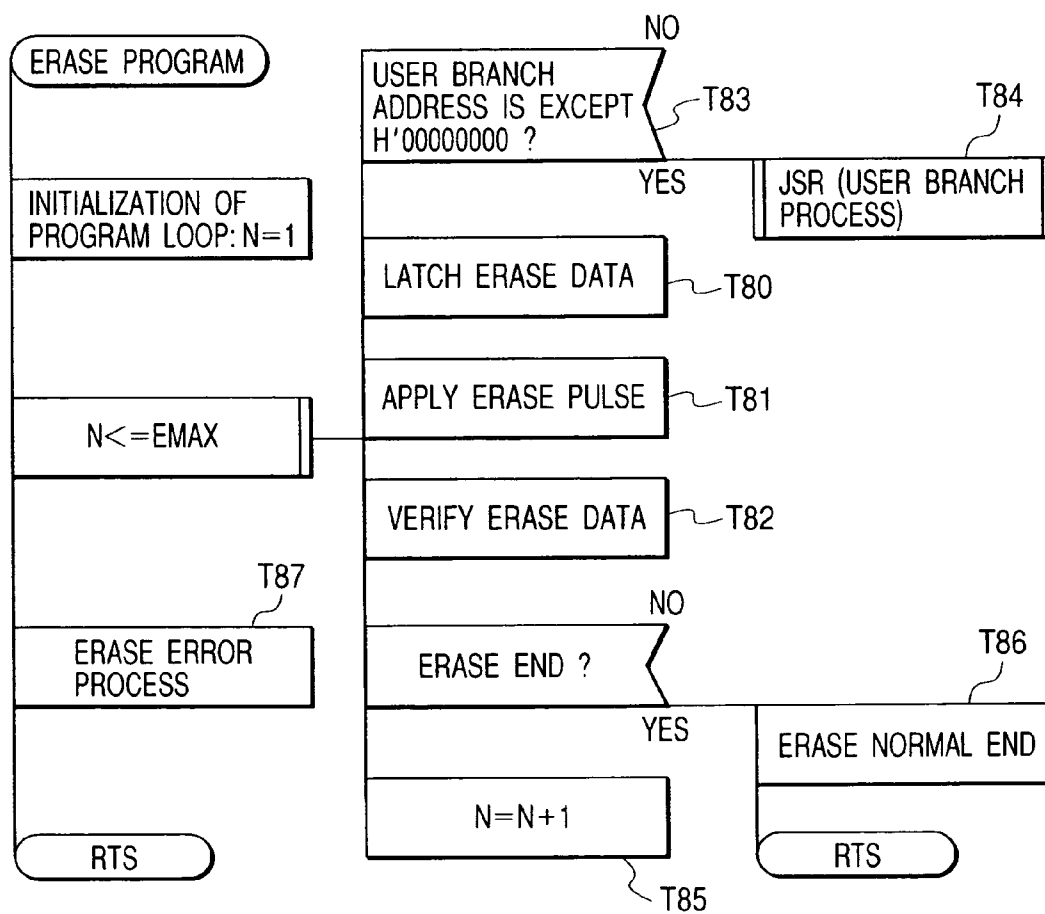 ERASE PROGRAM
INITIALIZATION OF
PROGRAM LOOP: N=1
N<=EMAX
T87
ERASE ERROR
PROCESS
RTS
NO
USER BRANCH
ADDRESS IS EXCEPT
H'00000000 ?
T83
YES
T84
JSR (USER BRANCH
PROCESS)
LATCH ERASE DATA
T80
APPLY ERASE PULSE
T81
VERIFY ERASE DATA
T82
NO
ERASE END ?
YES
T86
ERASE NORMAL END
RTS
N=N+1
T85